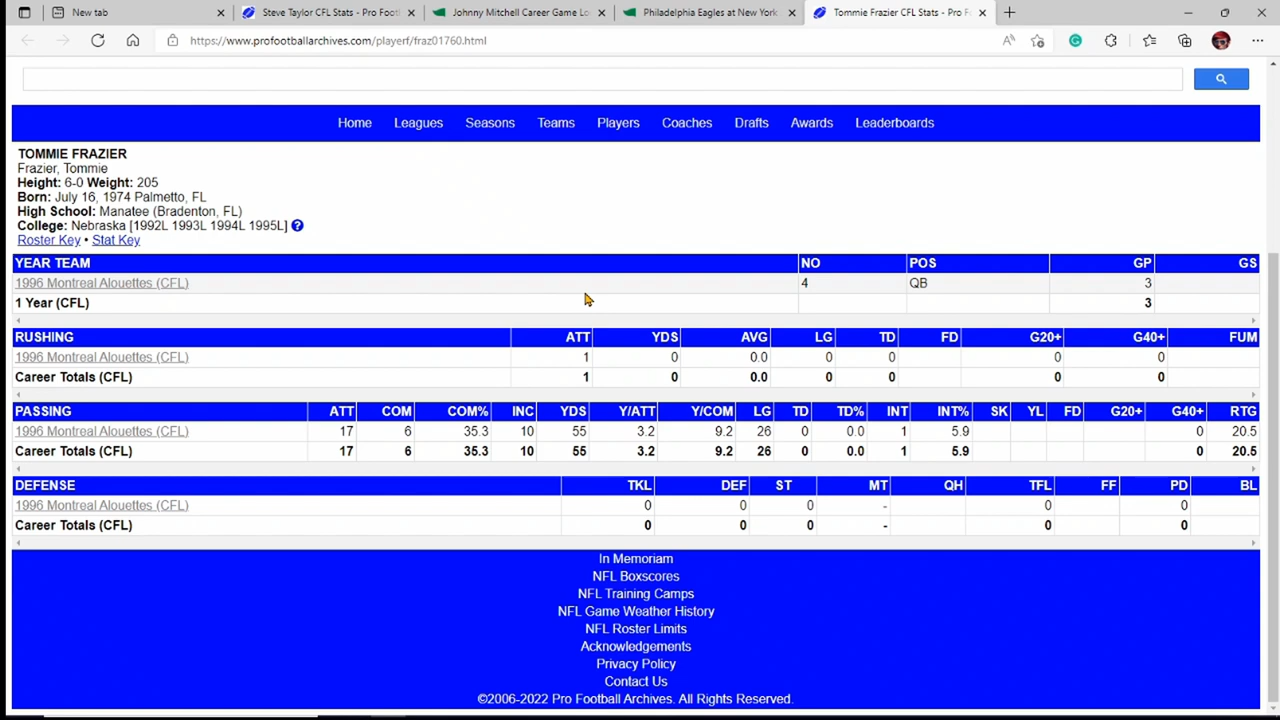 New tab
Steve Taylor CFL Stats - Pro Footl
Johnny Mitchell Career Game Lo
Philadelphia Eagles at New York
Tommie Frazier CFL Stats - Pro F
https://www.profootballarchives.com/playerf/fraz01760.html
Home Leagues Seasons Teams Players Coaches Drafts Awards Leaderboards
TOMMIE FRAZIER
Frazier, Tommie
Height: 6-0 Weight: 205
Born: July 16, 1974 Palmetto, FL
High School: Manatee (Bradenton, FL)
College: Nebraska [1992L 1993L 1994L 1995L] ?
Roster Key • Stat Key
YEAR TEAM NO POS GP GS
1996 Montreal Alouettes (CFL) 4 QB 3
1 Year (CFL) 3
RUSHING ATT YDS AVG LG TD FD G20+ G40+ FUM
1996 Montreal Alouettes (CFL) 1 0 0.0 0 0 0 0
Career Totals (CFL) 1 0 0.0 0 0 0 0
PASSING ATT COM COM% INC YDS Y/ATT Y/COM LG TD TD% INT INT% SK YL FD G20+ G40+ RTG
1996 Montreal Alouettes (CFL) 17 6 35.3 10 55 3.2 9.2 26 0 0.0 1 5.9 0 20.5
Career Totals (CFL) 17 6 35.3 10 55 3.2 9.2 26 0 0.0 1 5.9 0 20.5
DEFENSE TKL DEF ST MT QH TFL FF PD BL
1996 Montreal Alouettes (CFL) 0 0 0 - 0 0
Career Totals (CFL) 0 0 0 - 0 0
In Memoriam
NFL Boxscores
NFL Training Camps
NFL Game Weather History
NFL Roster Limits
Acknowledgements
Privacy Policy
Contact Us
©2006-2022 Pro Football Archives. All Rights Reserved.